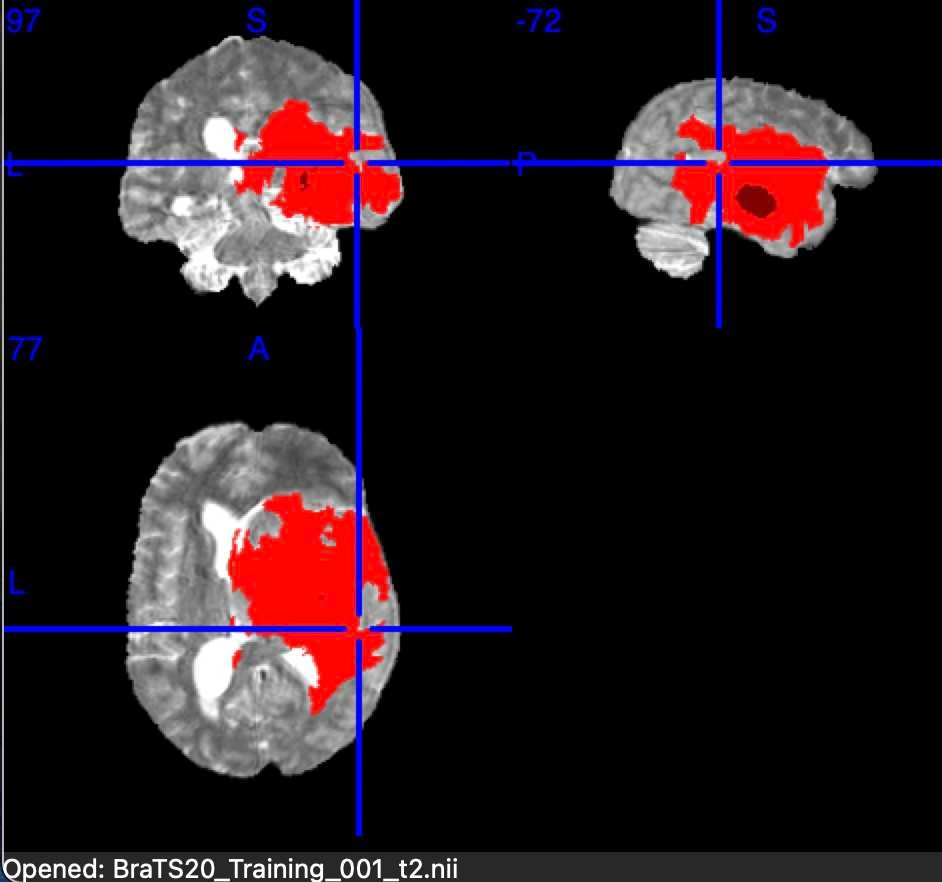 97 S -72 S
L P
77 A
L
Opened: BraTS20_Training_001_t2.nii